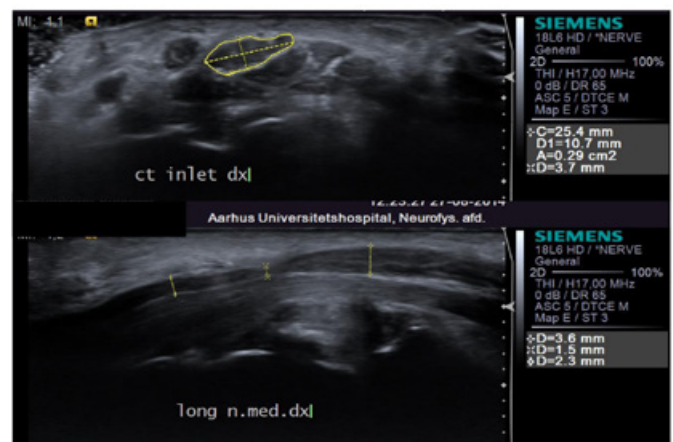 MI: 1.1
SIEMENS
18L6 HD / *NERVE
General
2D 100%
THI / H17,00 MHz
0 dB / DR 65
ASC 5 / DTCE M
Map E / ST 3
C=25.4 mm
D1=10.7 mm
A=0.29 cm2
D=3.7 mm
ct inlet dx
12:23:27 27-08-2014
Aarhus Universitetshospital, Neurofys. afd.
SIEMENS
18L6 HD / *NERVE
General
2D 100%
THI / H17,00 MHz
0 dB / DR 65
ASC 5 / DTCE M
Map E / ST 3
D=3.6 mm
D=1.5 mm
D=2.3 mm
long n.med.dx